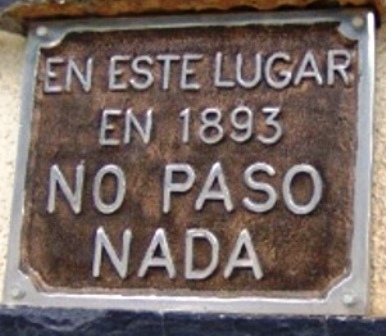 EN ESTE LUGAR
EN 1893
NO PASO
NADA